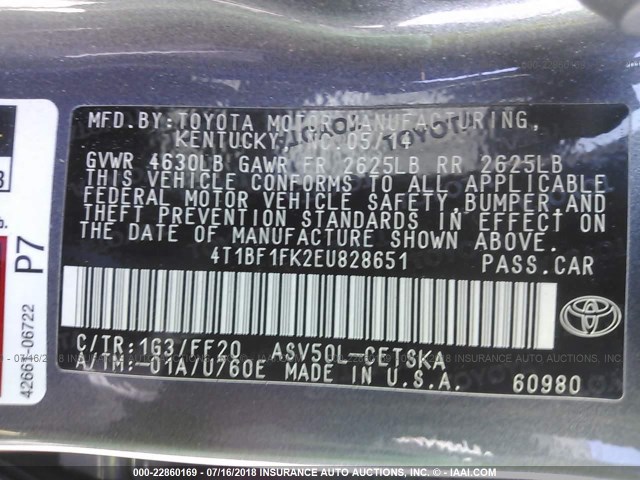 MFD.BY:TOYOTA MOTOR MANUFACTURING,
KENTUCKY, INC. 05/14
GVWR 4630LB GAWR FR 2625LB RR 2625LB
THIS VEHICLE CONFORMS TO ALL APPLICABLE
FEDERAL MOTOR VEHICLE SAFETY,BUMPER,AND
THEFT PREVENTION STANDARDS IN EFFECT ON
THE DATE OF MANUFACTURE SHOWN ABOVE.
4T1BF1FK2EU828651 PASS.CAR
C/TR:1G3/FF20 ASV50L-CETSKA
A/TM:-01A/U760E MADE IN U.S.A. 60980
TOYOTA
P7
000-22860169 - 07/16/2018 - INSURANCE AUTO AUCTIONS, INC. - IAAI.COM